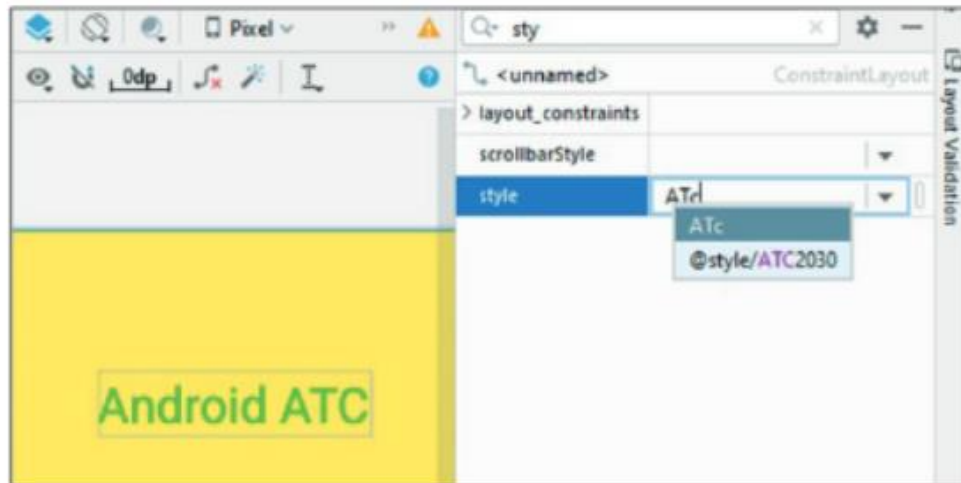 Pixel
sty
0dp
<unnamed> ConstraintLayout
layout_constraints
scrollbarStyle
style ATc
ATc
@style/ATC2030
Android ATC
Layout Validation